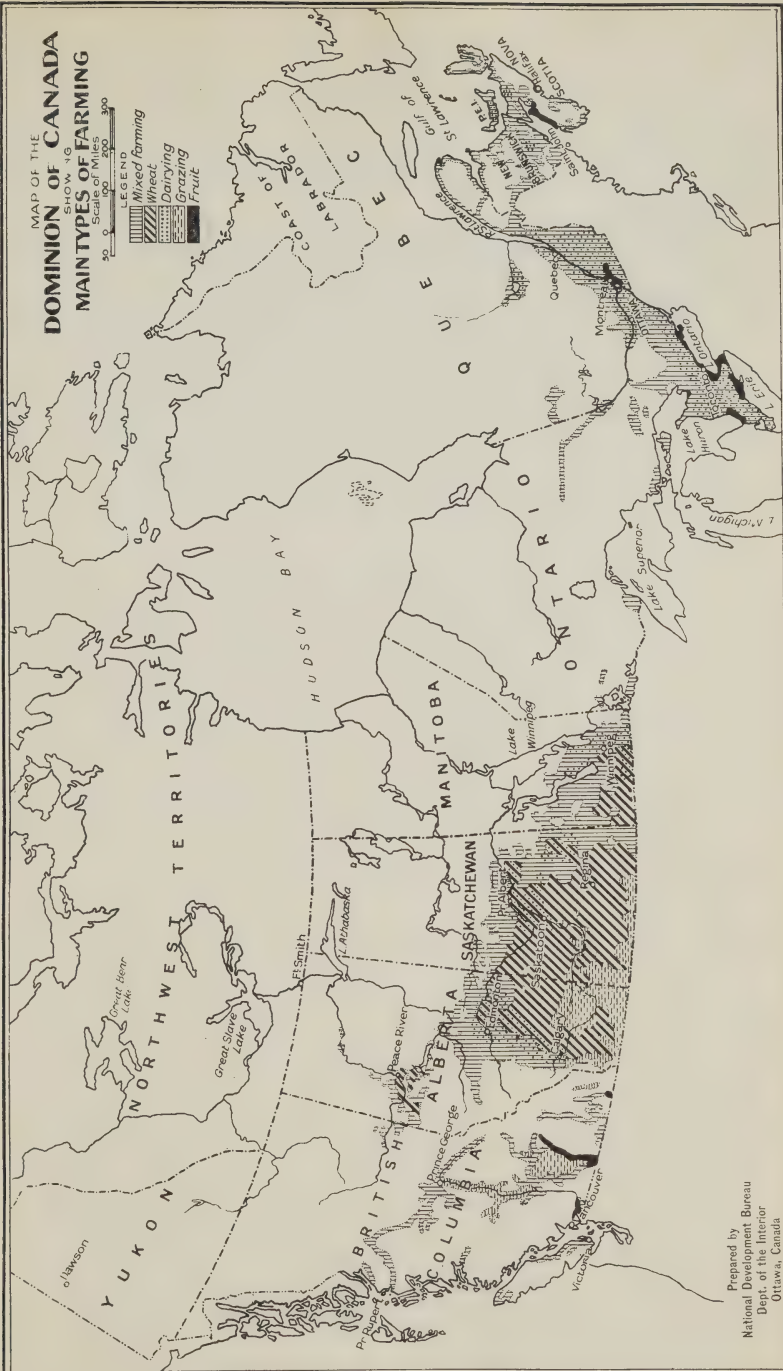 MAP OF THE
DOMINION OF CANADA
SHOWING
MAIN TYPES OF FARMING
Scale of Miles
50 0 100 200 300
LEGEND
Mixed farming
Wheat
Dairying
Grazing
Fruit
YUKON
Dawson
NORTHWEST TERRITORIES
Great Bear
Lake
Great Slave
Lake
Ft Smith
L. Athabaska
HUDSON BAY
COAST OF
LABRADOR
QUEBEC
Gulf of
St Lawrence
BRITISH
COLUMBIA
Pr Rupert
Prince George
Vancouver
Victoria
Peace River
ALBERTA
Edmonton
Calgary
SASKATCHEWAN
Pr Albert
Saskatoon
Regina
MANITOBA
Lake
Winnipeg
Winnipeg
ONTARIO
Lake
Superior
L Michigan
Lake
Huron
L Erie
L Ontario
Toronto
OTTAWA
Montreal
Quebec
St LAWRENCE
NEW
BRUNSWICK
Saint John
P.E.I.
Halifax
NOVA
SCOTIA
Prepared by
National Development Bureau
Dept. of the Interior
Ottawa, Canada